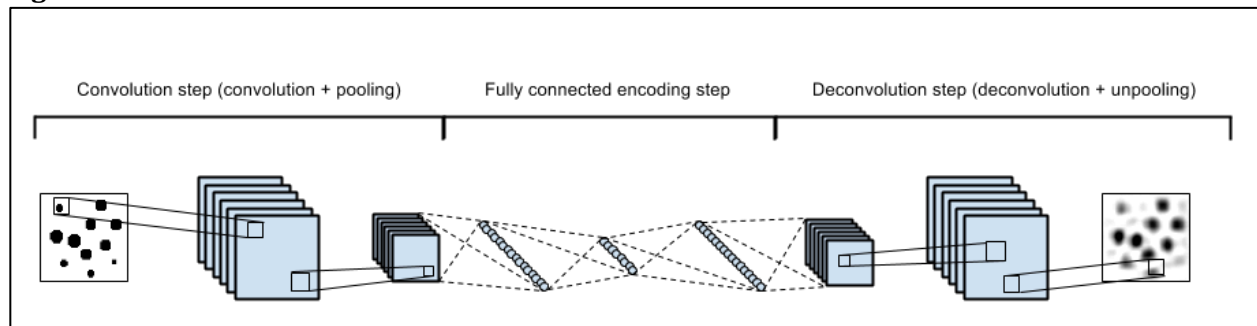 Convolution step (convolution + pooling)
Fully connected encoding step
Deconvolution step (deconvolution + unpooling)